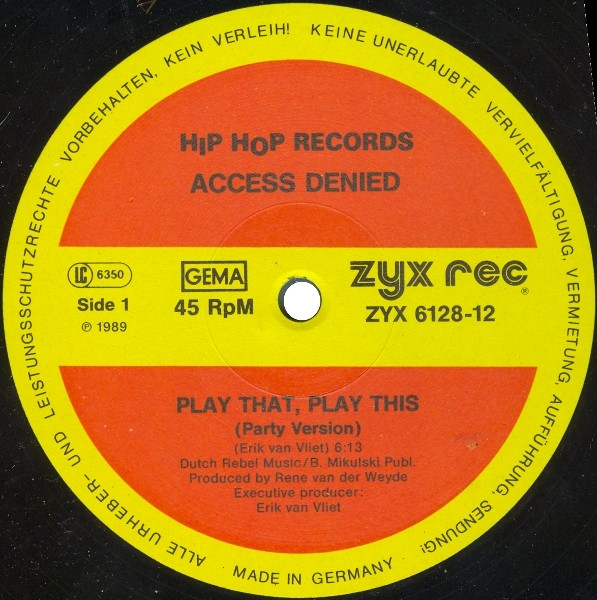 ALLE URHEBER- UND LEISTUNGSSCHUTZRECHTE VORBEHALTEN, KEIN VERLEIH! KEINE UNERLAUBTE VERVIELFÄLTIGUNG, VERMIETUNG, AUFFÜHRUNG, SENDUNG!
HIP HOP RECORDS
ACCESS DENIED
LC 6350
GEMA
zyx rec ®
Side 1
45 RpM
ZYX 6128-12
℗ 1989
PLAY THAT, PLAY THIS
(Party Version)
(Erik van Vliet) 6:13
Dutch Rebel Music/B. Mikulski Publ.
Produced by Rene van der Weyde
Executive producer:
Erik van Vliet
MADE IN GERMANY